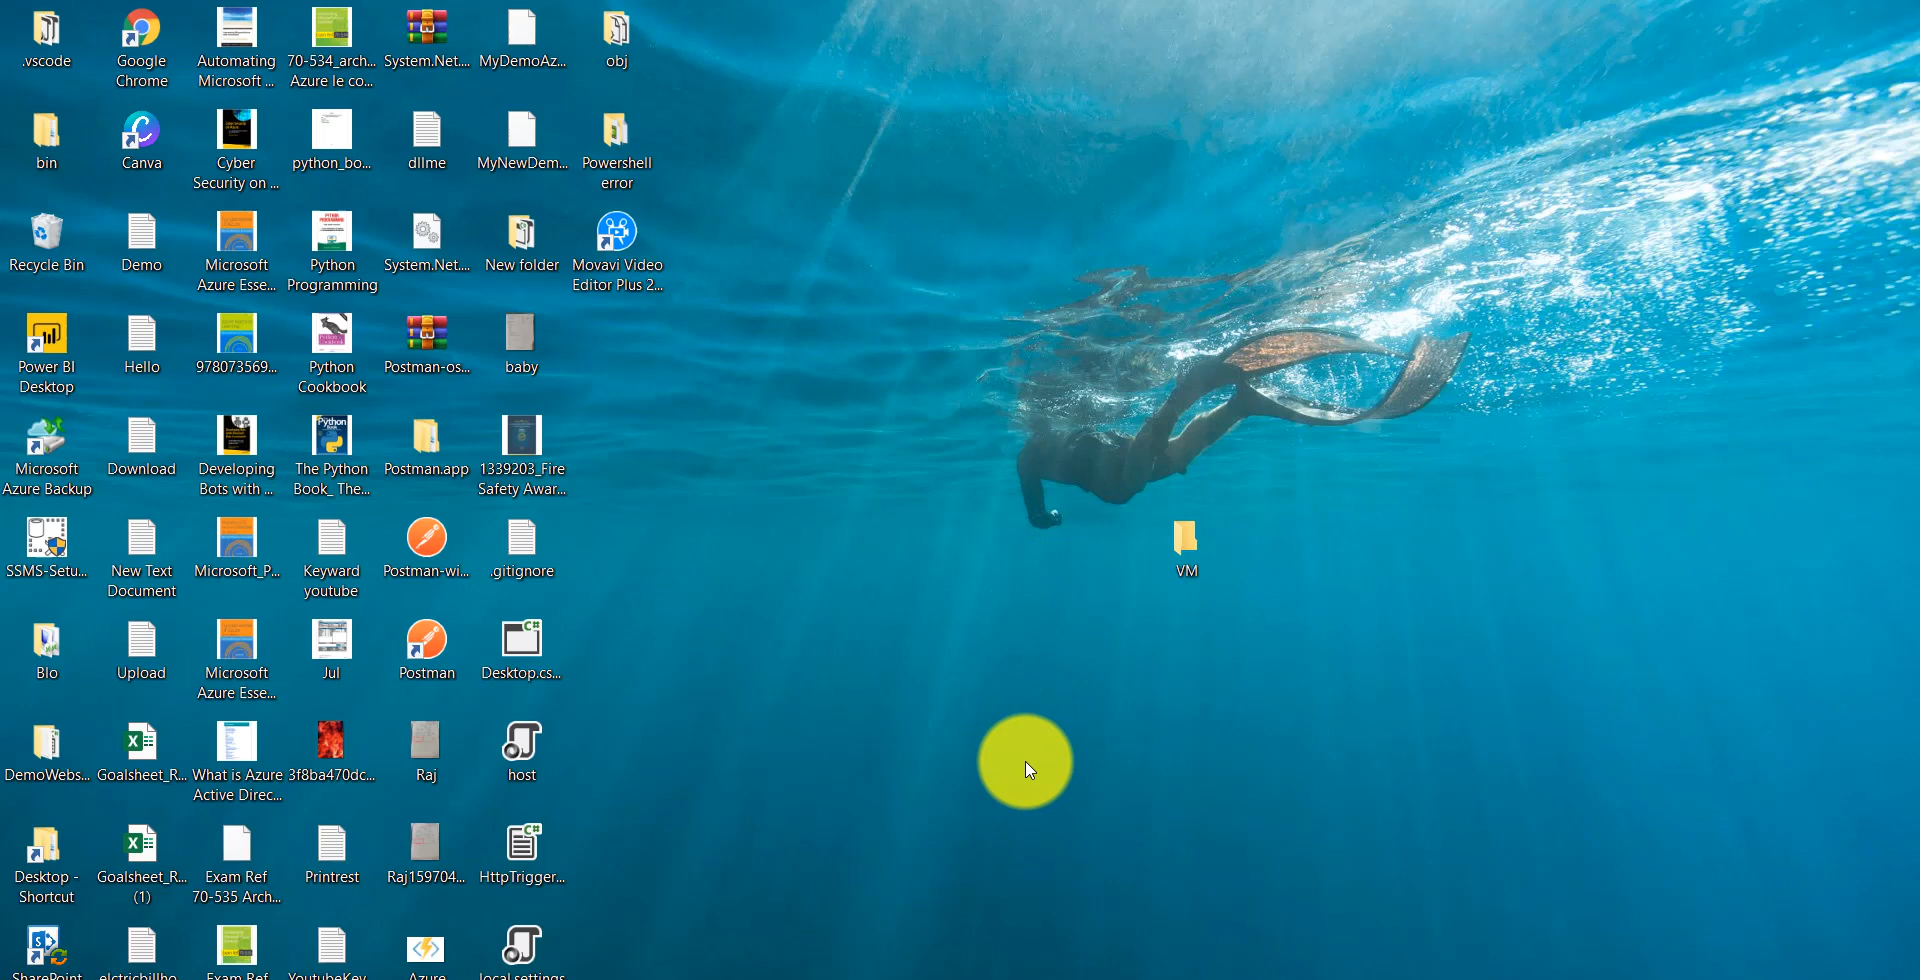 .vscode
Google
Chrome
Automating
Microsoft ...
70-534_arch...
Azure le co...
System.Net....
MyDemoAz...
obj
bin
Canva
Cyber
Security on ...
python_bo...
dllme
MyNewDem...
Powershell
error
Recycle Bin
Demo
Microsoft
Azure Esse...
Python
Programming
System.Net....
New folder
Movavi Video
Editor Plus 2...
Power BI
Desktop
Hello
978073569...
Python
Cookbook
Postman-os...
baby
Microsoft
Azure Backup
Download
Developing
Bots with ...
The Python
Book_ The...
Postman.app
1339203_Fire
Safety Awar...
SSMS-Setu...
New Text
Document
Microsoft_P...
Keyward
youtube
Postman-wi...
.gitignore
VM
Blo
Upload
Microsoft
Azure Esse...
Jul
Postman
Desktop.cs...
DemoWebs...
Goalsheet_R...
What is Azure
Active Direc...
3f8ba470dc...
Raj
host
Desktop -
Shortcut
Goalsheet_R...
(1)
Exam Ref
70-535 Arch...
Printrest
Raj159704...
HttpTrigger...
SharePoint
elctricbillho...
Exam Ref
YoutubeKey...
Azure
local.settings